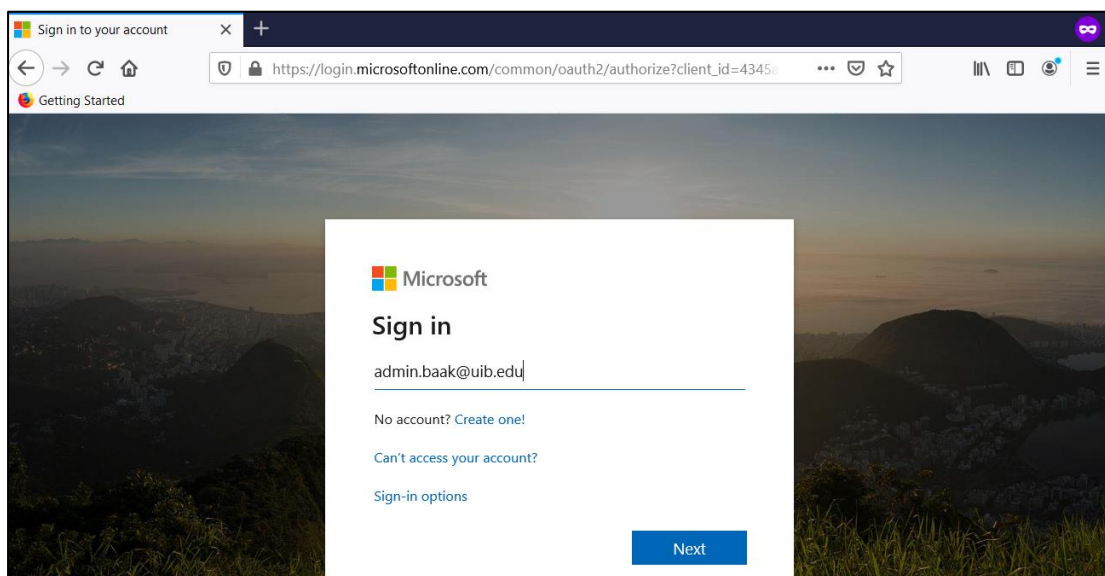 Sign in to your account
https://login.microsoftonline.com/common/oauth2/authorize?client_id=4345
Getting Started
Microsoft
Sign in
admin.baak@uib.edu
No account? Create one!
Can't access your account?
Sign-in options
Next